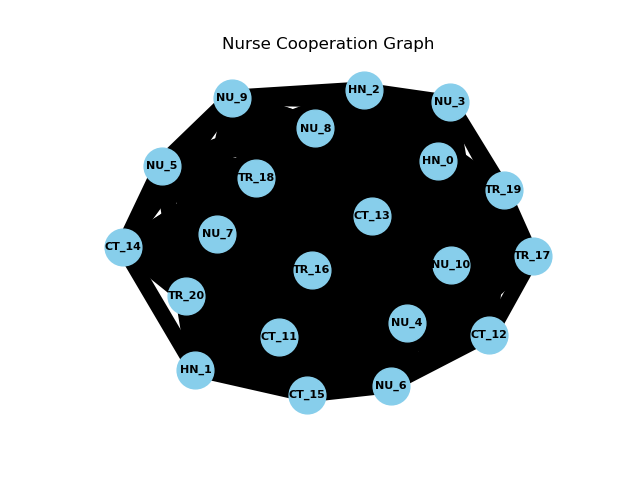 Nurse Cooperation Graph
HN_2
NU_9
NU_3
NU_8
HN_0
NU_5
TR_18
TR_19
CT_13
NU_7
CT_14
TR_17
NU_10
TR_16
TR_20
NU_4
CT_12
CT_11
HN_1
NU_6
CT_15